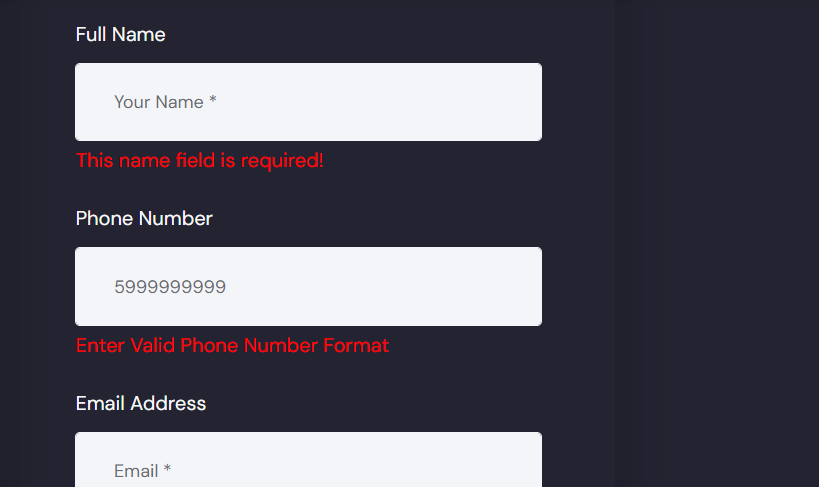 Full Name
Your Name *
This name field is required!
Phone Number
5999999999
Enter Valid Phone Number Format
Email Address
Email *